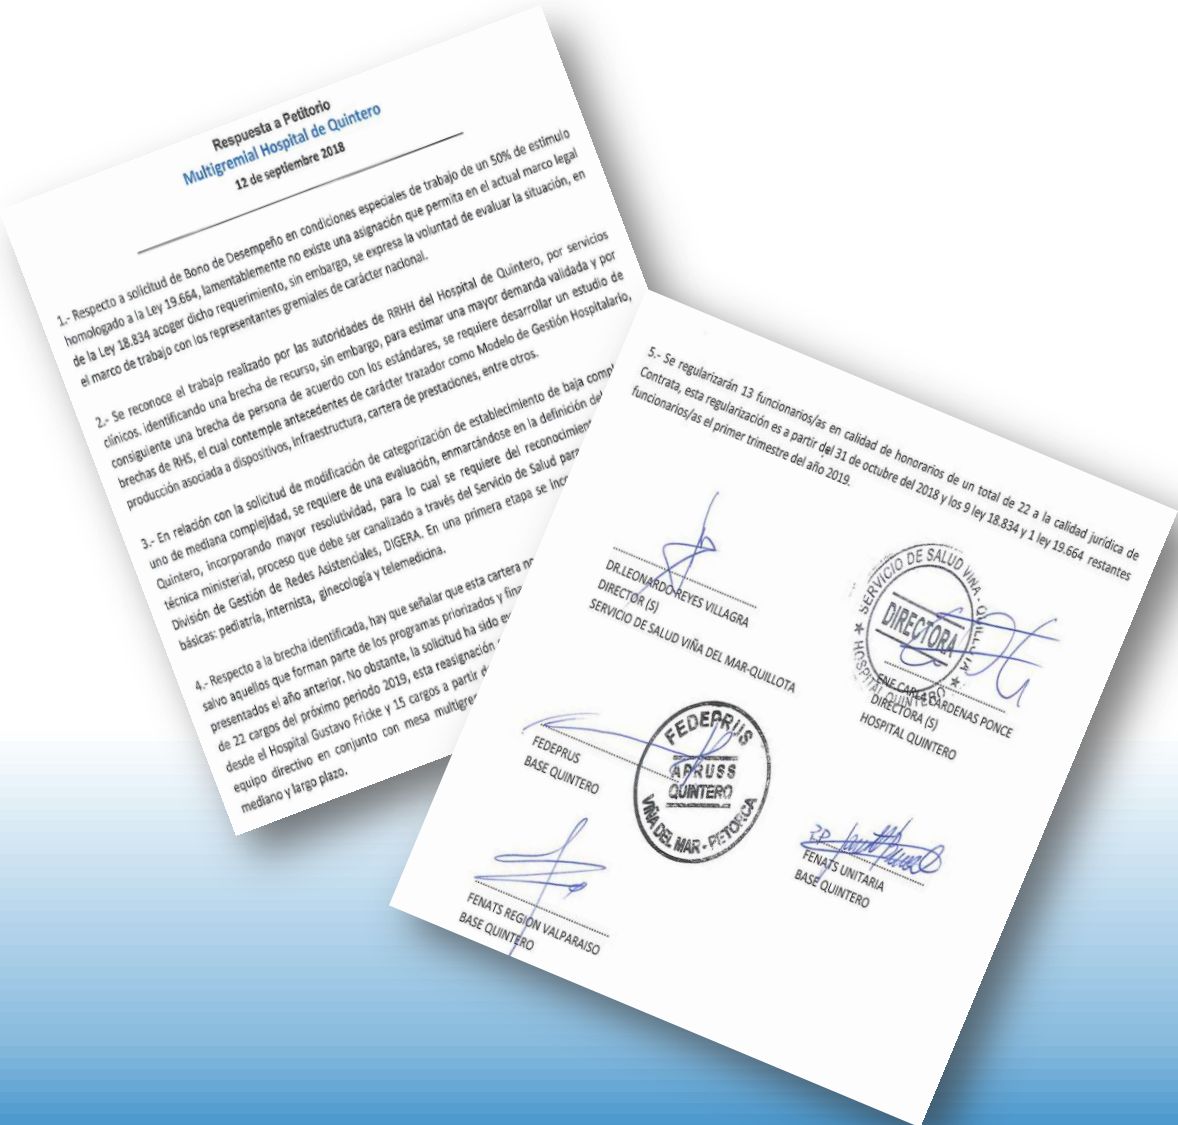 Respuesta a Petitorio
Multigremial Hospital de Quintero
12 de septiembre 2018
1.- Respecto a solicitud de Bono de Desempeño en condiciones especiales de trabajo de un 50% de estimulo
homologado a la Ley 19.664, lamentablemente no existe una asignación que permita en el actual marco legal
de la Ley 18.834 acoger dicho requerimiento, sin embargo, se expresa la voluntad de evaluar la situación, en
el marco de trabajo con los representantes gremiales de carácter nacional.
2.- Se reconoce el trabajo realizado por las autoridades de RRHH del Hospital de Quintero, por servicios
clínicos. identificando una brecha de recurso, sin embargo, para estimar una mayor demanda validada y por
consiguiente una brecha de persona de acuerdo con los estándares, se requiere desarrollar un estudio de
brechas de RHS, el cual contemple antecedentes de carácter trazador como Modelo de Gestión Hospitalario,
producción asociada a dispositivos, infraestructura, cartera de prestaciones, entre otros.
3.- En relación con la solicitud de modificación de categorización de establecimiento de baja
uno de mediana complejidad, se requiere de una evaluación, enmarcándose en la definición
Quintero, incorporando mayor resolutividad, para lo cual se requiere del
técnica ministerial, proceso que debe ser canalizado a través del Servicio de Salud
División de Gestión de Redes Asistenciales, DIGERA. En una primera etapa se
básicas: pediatría, internista, ginecología y telemedicina.
4.- Respecto a la brecha identificada, hay que señalar que esta cartera
salvo aquellos que forman parte de los programas priorizados y
presentados el año anterior. No obstante, la solicitud ha sido
de 22 cargos del próximo periodo 2019, esta reasignación
desde el Hospital Gustavo Fricke y 15 cargos a partir
equipo directivo en conjunto con mesa
mediano y largo plazo.
5.- Se regularizarán 13 funcionarios/as en calidad de honorarios de un total de 22 a la calidad jurídica de
Contrata, esta regularización es a partir del 31 de octubre del 2018 y los 9 ley 18.834 y 1 ley 19.664 restantes
funcionarios/as el primer trimestre del año 2019.
DR.LEONARDO REYES VILLAGRA
DIRECTOR (S)
SERVICIO DE SALUD VIÑA DEL MAR-QUILLOTA
SERVICIO DE SALUD VIÑA - QUILLOTA
DIRECTORA
HOSPITAL QUINTERO
ENF.CARLA CARDENAS PONCE
DIRECTORA (S)
HOSPITAL QUINTERO
FEDEPRUS
BASE QUINTERO
FEDEPRUS
APRUSS
QUINTERO
VIÑA DEL MAR - PETORCA
FENATS UNITARIA
BASE QUINTERO
FENATS REGION VALPARAISO
BASE QUINTERO